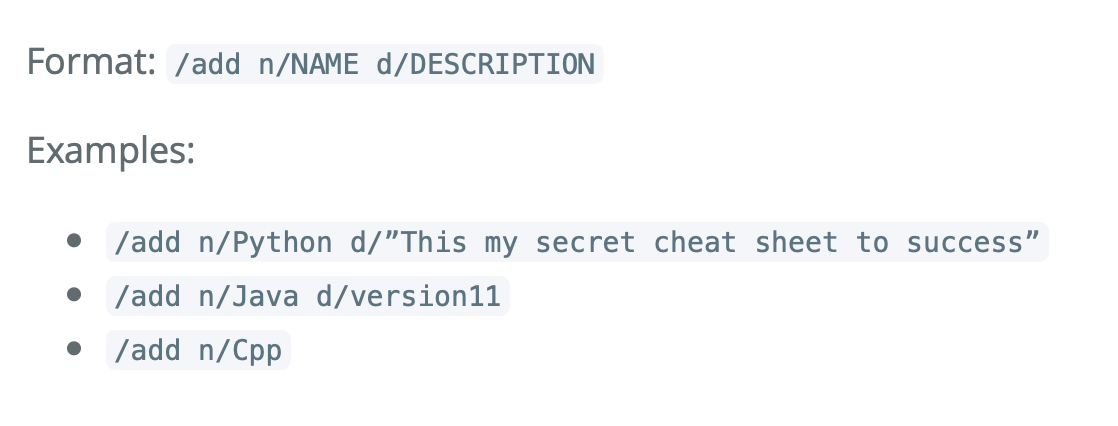 Format: /add n/NAME d/DESCRIPTION
Examples:
/add n/Python d/”This my secret cheat sheet to success”
/add n/Java d/version11
/add n/Cpp